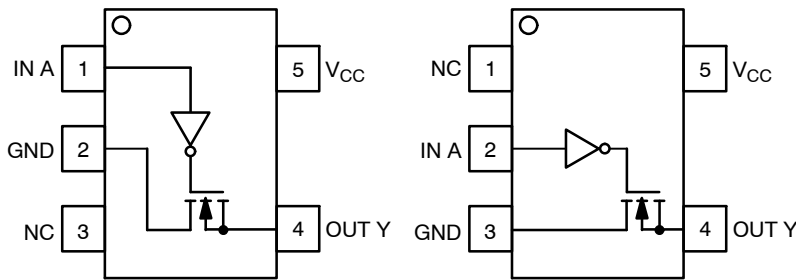 IN A 1 5 VCC
GND 2
NC 3 4 OUT Y
NC 1 5 VCC
IN A 2
GND 3 4 OUT Y